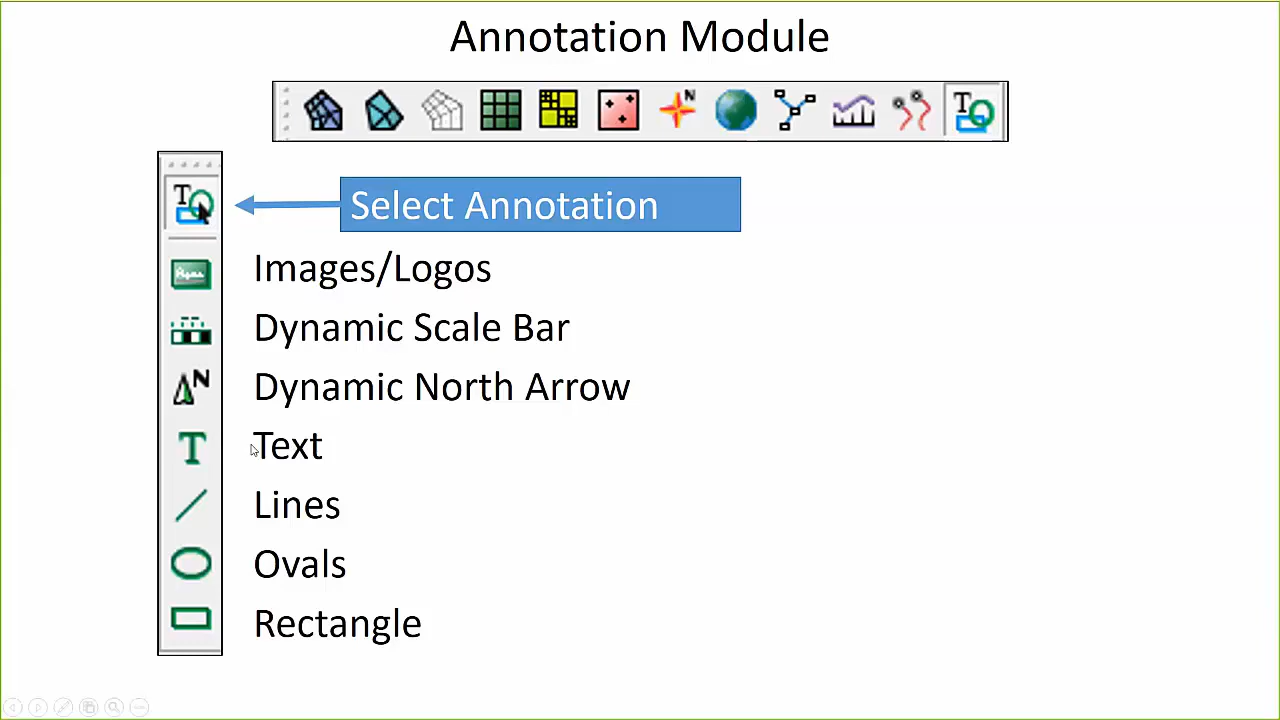 Annotation Module
N
T
T
Select Annotation
Images/Logos
Dynamic Scale Bar
N
Dynamic North Arrow
T
Text
Lines
Ovals
Rectangle